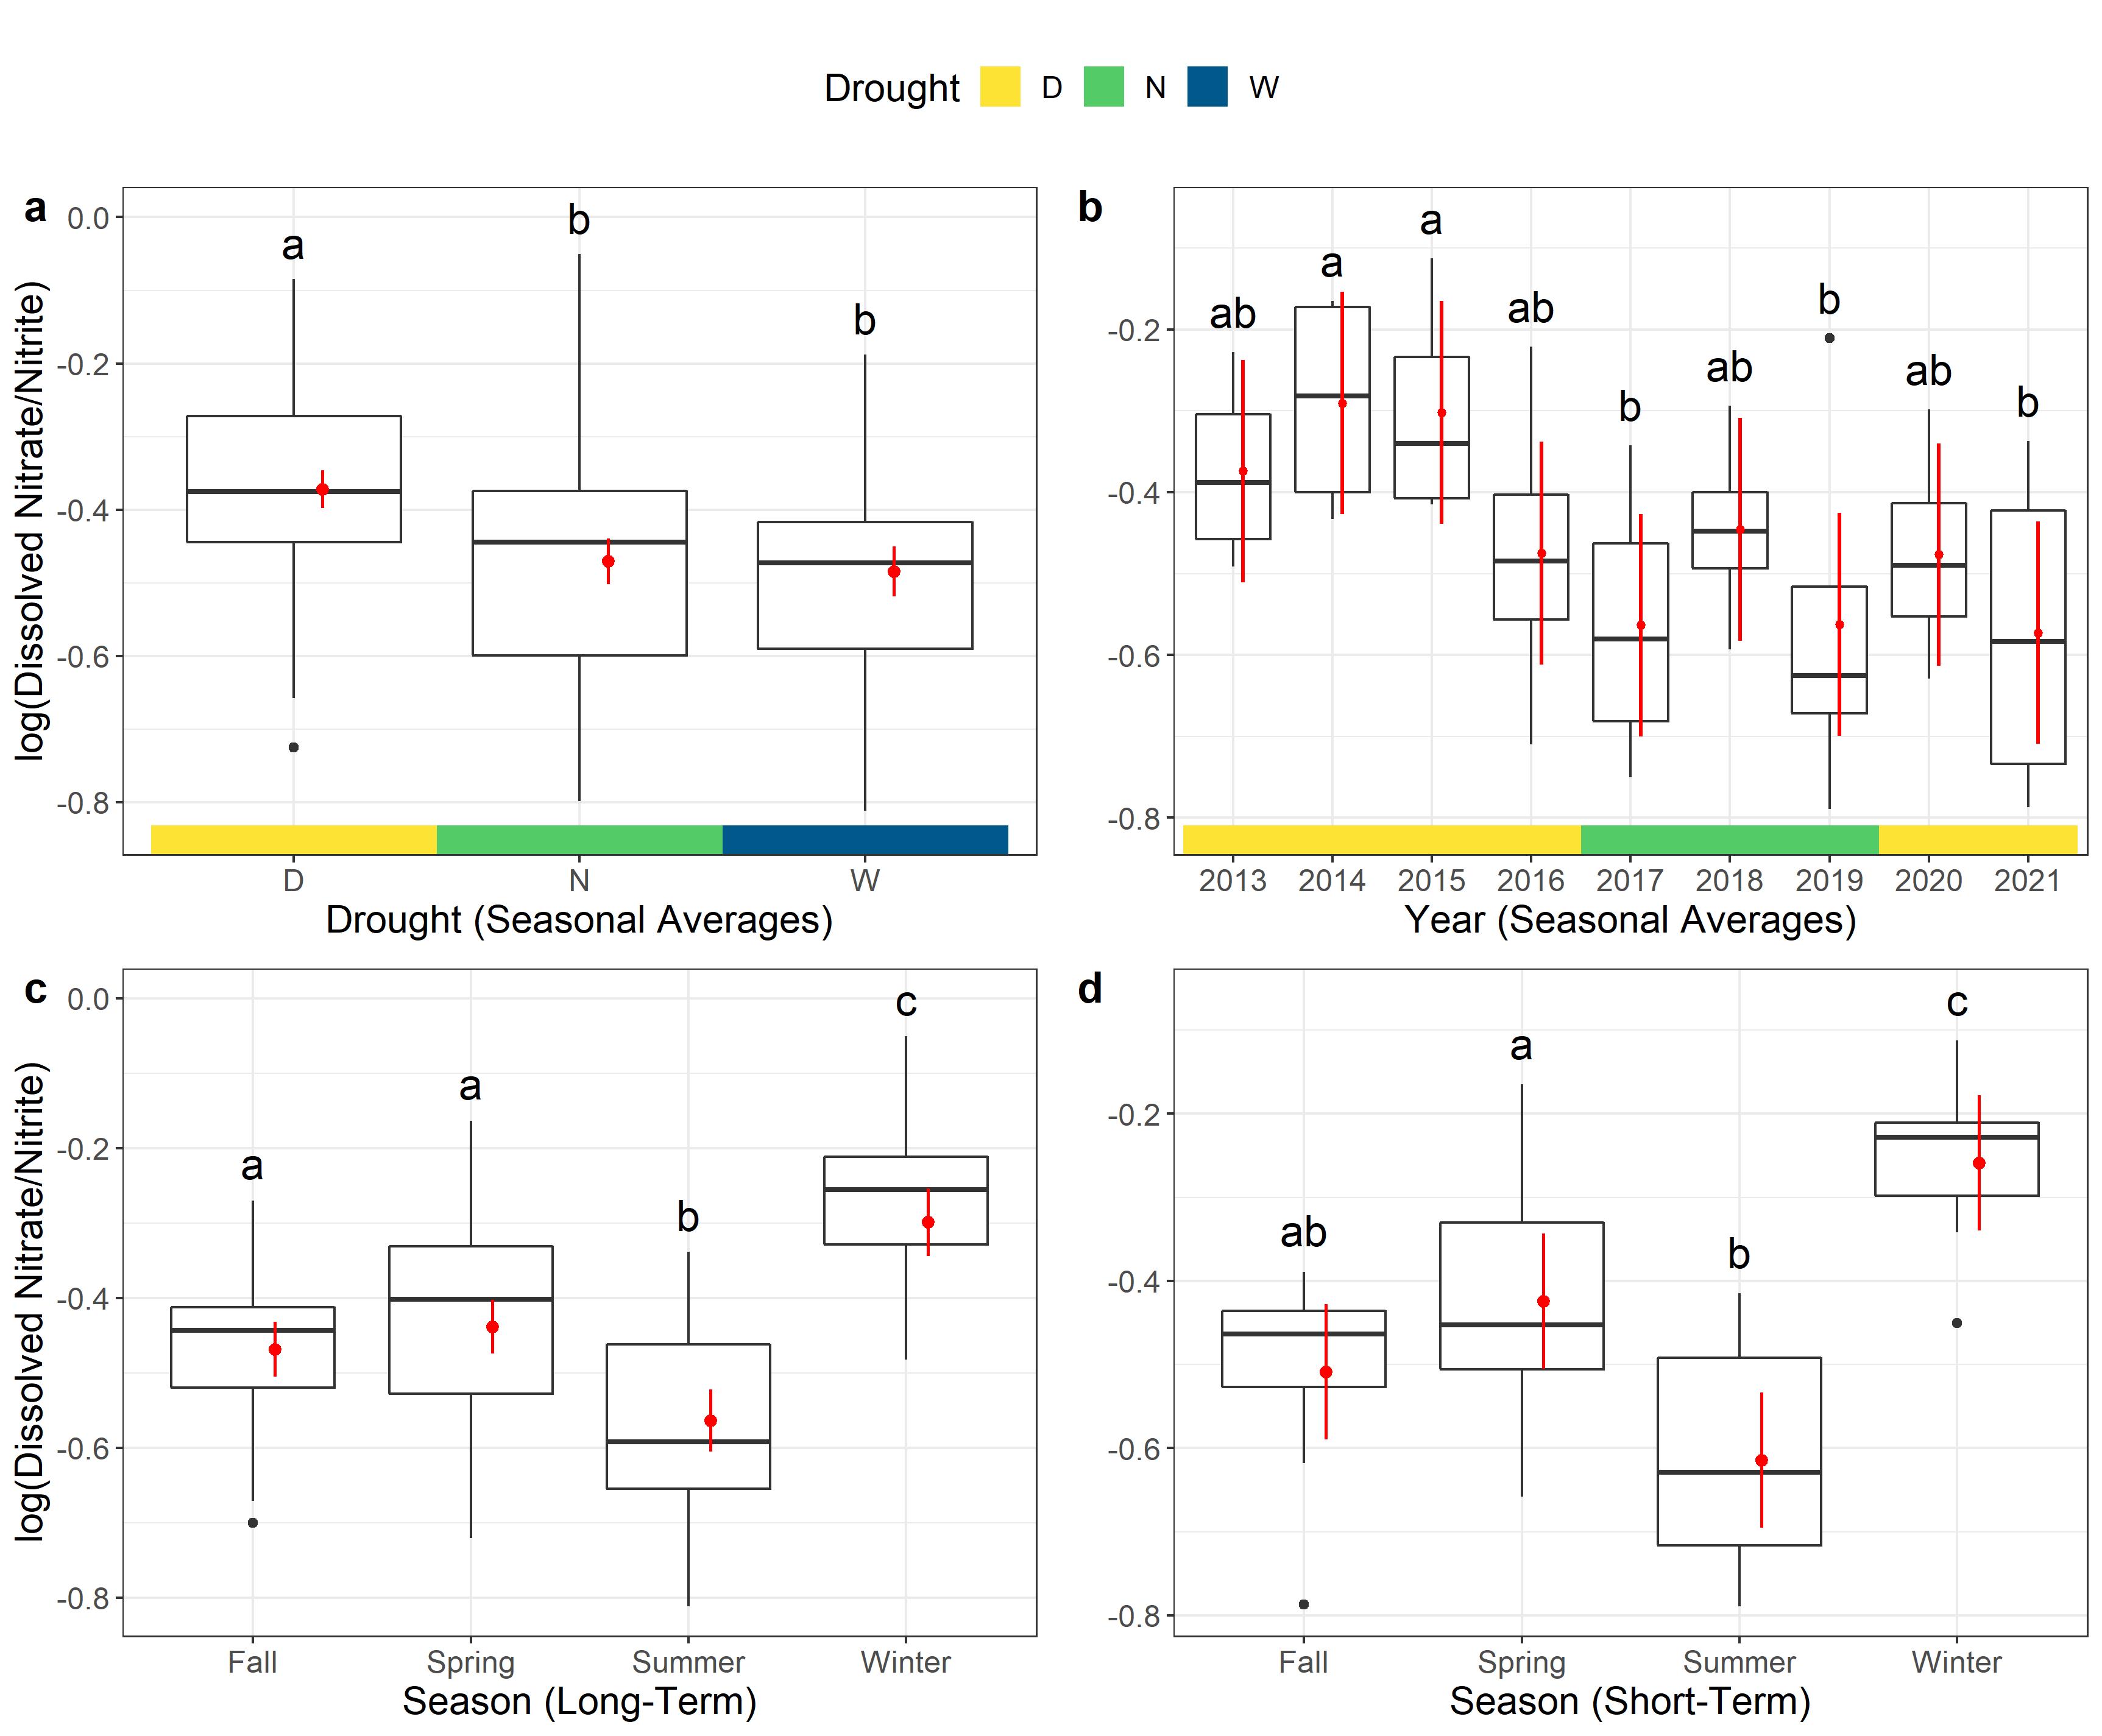 Drought D N W
a
b
log(Dissolved Nitrate/Nitrite)
0.0
-0.2
-0.4
-0.6
-0.8
a b b
D N W
Drought (Seasonal Averages)
-0.2
-0.4
-0.6
-0.8
ab a a ab b ab b ab b
2013 2014 2015 2016 2017 2018 2019 2020 2021
Year (Seasonal Averages)
c
d
log(Dissolved Nitrate/Nitrite)
0.0
-0.2
-0.4
-0.6
-0.8
a a b c
Fall Spring Summer Winter
Season (Long-Term)
-0.2
-0.4
-0.6
-0.8
ab a b c
Fall Spring Summer Winter
Season (Short-Term)